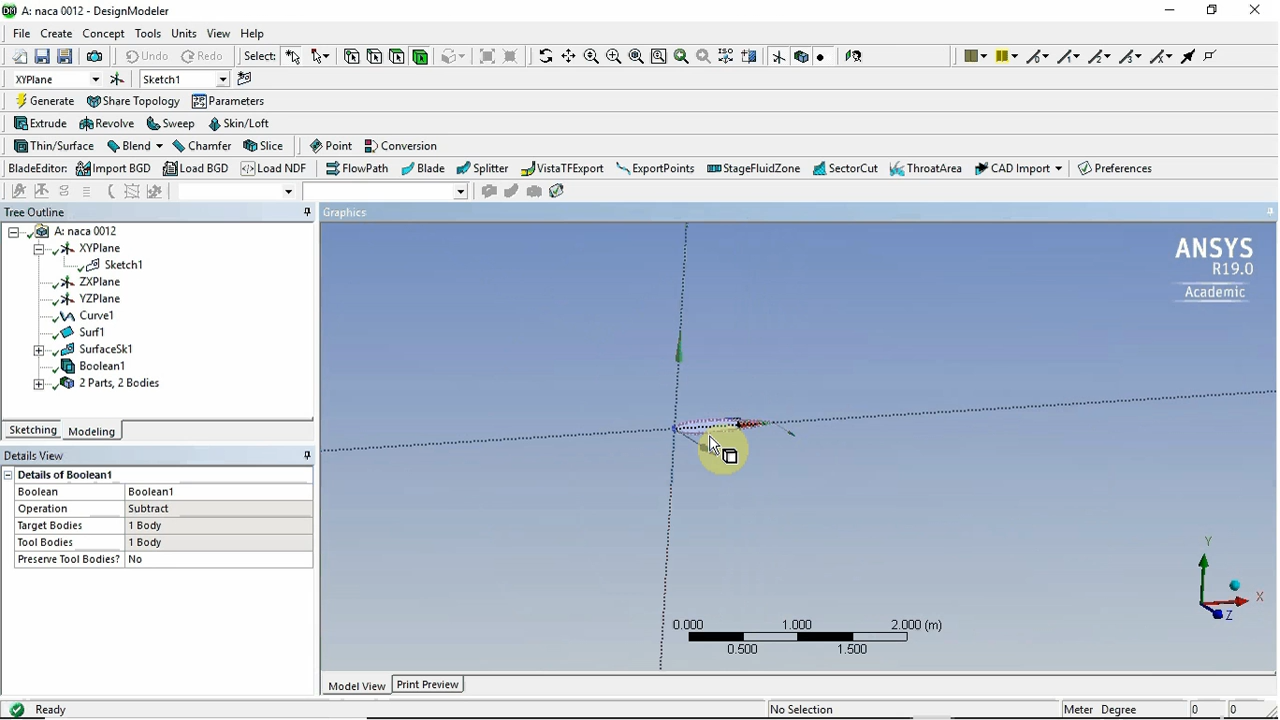 A: naca 0012 - DesignModeler
File Create Concept Tools Units View Help
Undo Redo Select:
XYPlane Sketch1
Generate Share Topology Parameters
Extrude Revolve Sweep Skin/Loft
Thin/Surface Blend Chamfer Slice Point Conversion
BladeEditor: Import BGD Load BGD Load NDF FlowPath Blade Splitter VistaTFExport ExportPoints StageFluidZone SectorCut ThroatArea CAD Import Preferences
Tree Outline
A: naca 0012
XYPlane
Sketch1
ZXPlane
YZPlane
Curve1
Surf1
SurfaceSk1
Boolean1
2 Parts, 2 Bodies
Sketching Modeling
Details View
Details of Boolean1
Boolean Boolean1
Operation Subtract
Target Bodies 1 Body
Tool Bodies 1 Body
Preserve Tool Bodies? No
Graphics
ANSYS
R19.0
Academic
0.000 1.000 2.000 (m)
0.500 1.500
Y
X
Z
Model View Print Preview
Ready No Selection Meter Degree 0 0